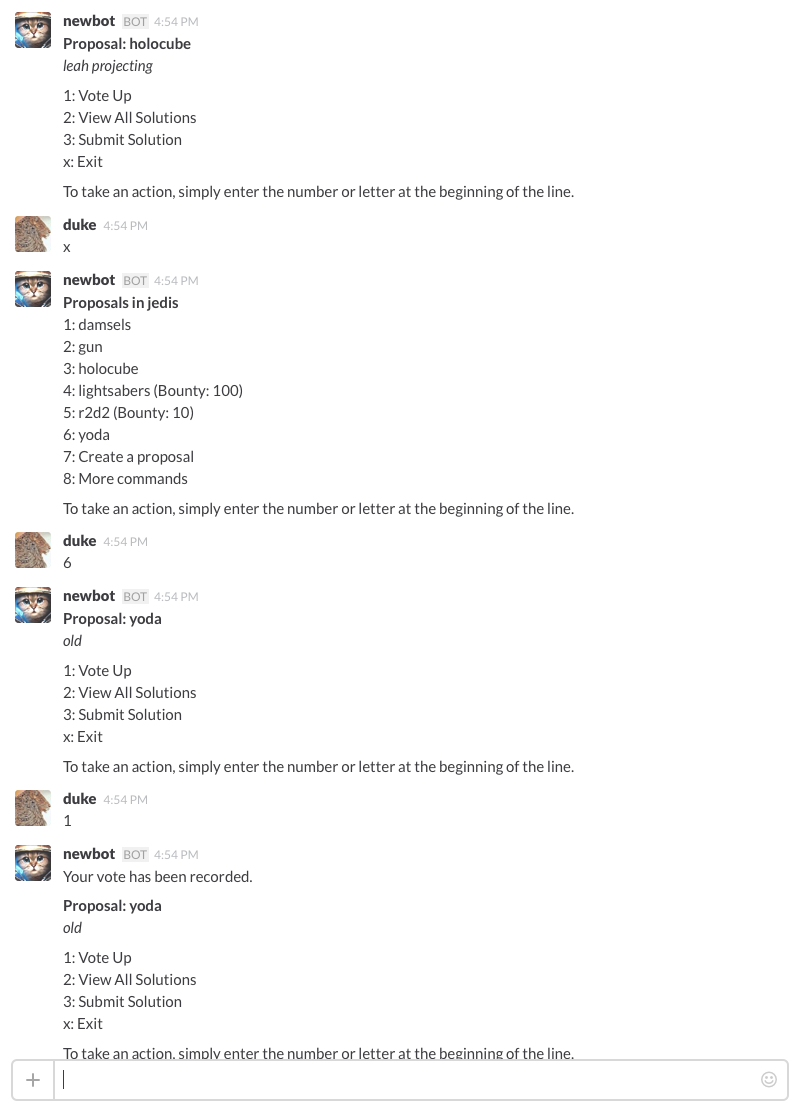 newbot BOT 4:54 PM
Proposal: holocube
leah projecting
1: Vote Up
2: View All Solutions
3: Submit Solution
x: Exit
To take an action, simply enter the number or letter at the beginning of the line.
duke 4:54 PM
x
newbot BOT 4:54 PM
Proposals in jedis
1: damsels
2: gun
3: holocube
4: lightsabers (Bounty: 100)
5: r2d2 (Bounty: 10)
6: yoda
7: Create a proposal
8: More commands
To take an action, simply enter the number or letter at the beginning of the line.
duke 4:54 PM
6
newbot BOT 4:54 PM
Proposal: yoda
old
1: Vote Up
2: View All Solutions
3: Submit Solution
x: Exit
To take an action, simply enter the number or letter at the beginning of the line.
duke 4:54 PM
1
newbot BOT 4:54 PM
Your vote has been recorded.
Proposal: yoda
old
1: Vote Up
2: View All Solutions
3: Submit Solution
x: Exit
To take an action, simply enter the number or letter at the beginning of the line.